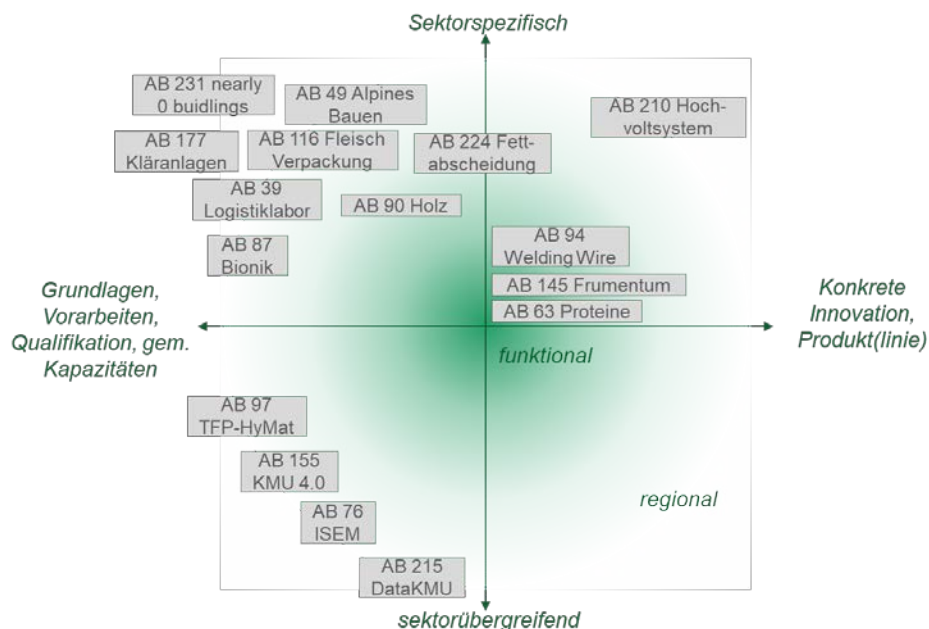 Sektorspezifisch
AB 231 nearly
0 buidlings
AB 49 Alpines
Bauen
AB 210 Hoch-
voltsystem
AB 177
Kläranlagen
AB 116 Fleisch
Verpackung
AB 224 Fett-
abscheidung
AB 39
Logistiklabor
AB 90 Holz
AB 87
Bionik
AB 94
Welding Wire
AB 145 Frumentum
AB 63 Proteine
Grundlagen,
Vorarbeiten,
Qualifikation, gem.
Kapazitäten
Konkrete
Innovation,
Produkt(linie)
funktional
AB 97
TFP-HyMat
AB 155
KMU 4.0
regional
AB 76
ISEM
AB 215
DataKMU
sektorübergreifend